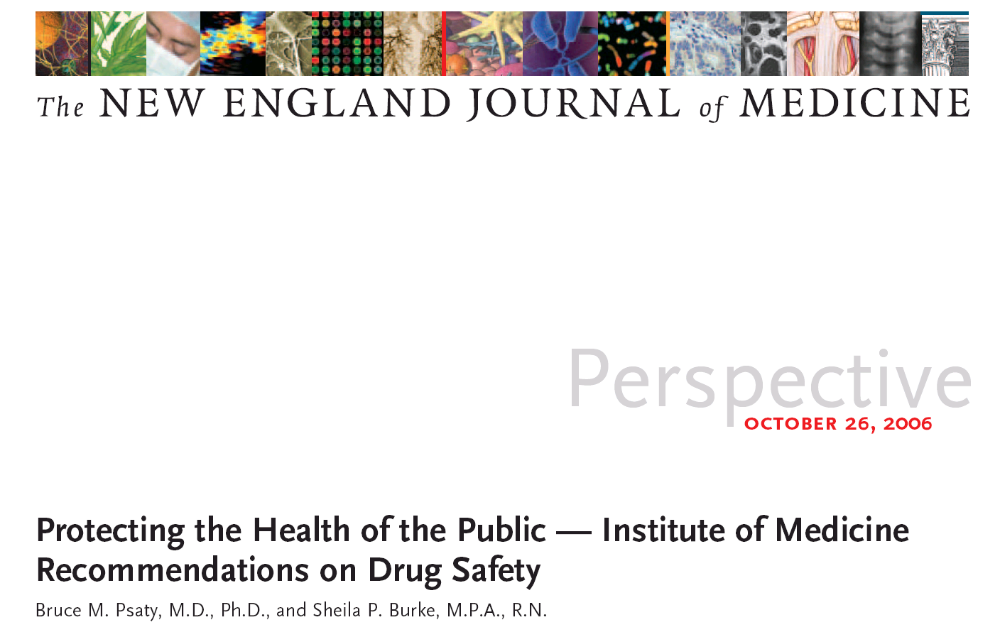 The NEW ENGLAND JOURNAL of MEDICINE
Perspective
OCTOBER 26, 2006
Protecting the Health of the Public — Institute of Medicine
Recommendations on Drug Safety
Bruce M. Psaty, M.D., Ph.D., and Sheila P. Burke, M.P.A., R.N.